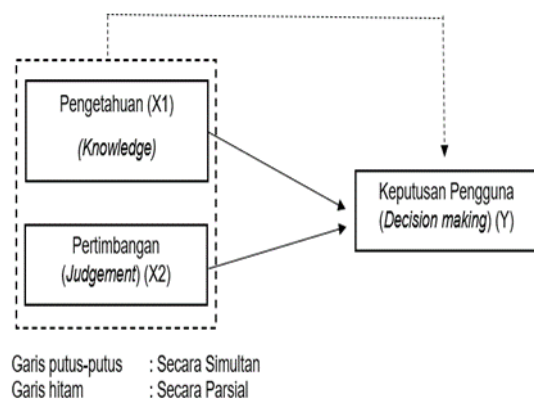 Pengetahuan (X1)
(Knowledge)
Keputusan Pengguna
(Decision making) (Y)
Pertimbangan
(Judgement) (X2)
Garis putus-putus : Secara Simultan
Garis hitam : Secara Parsial